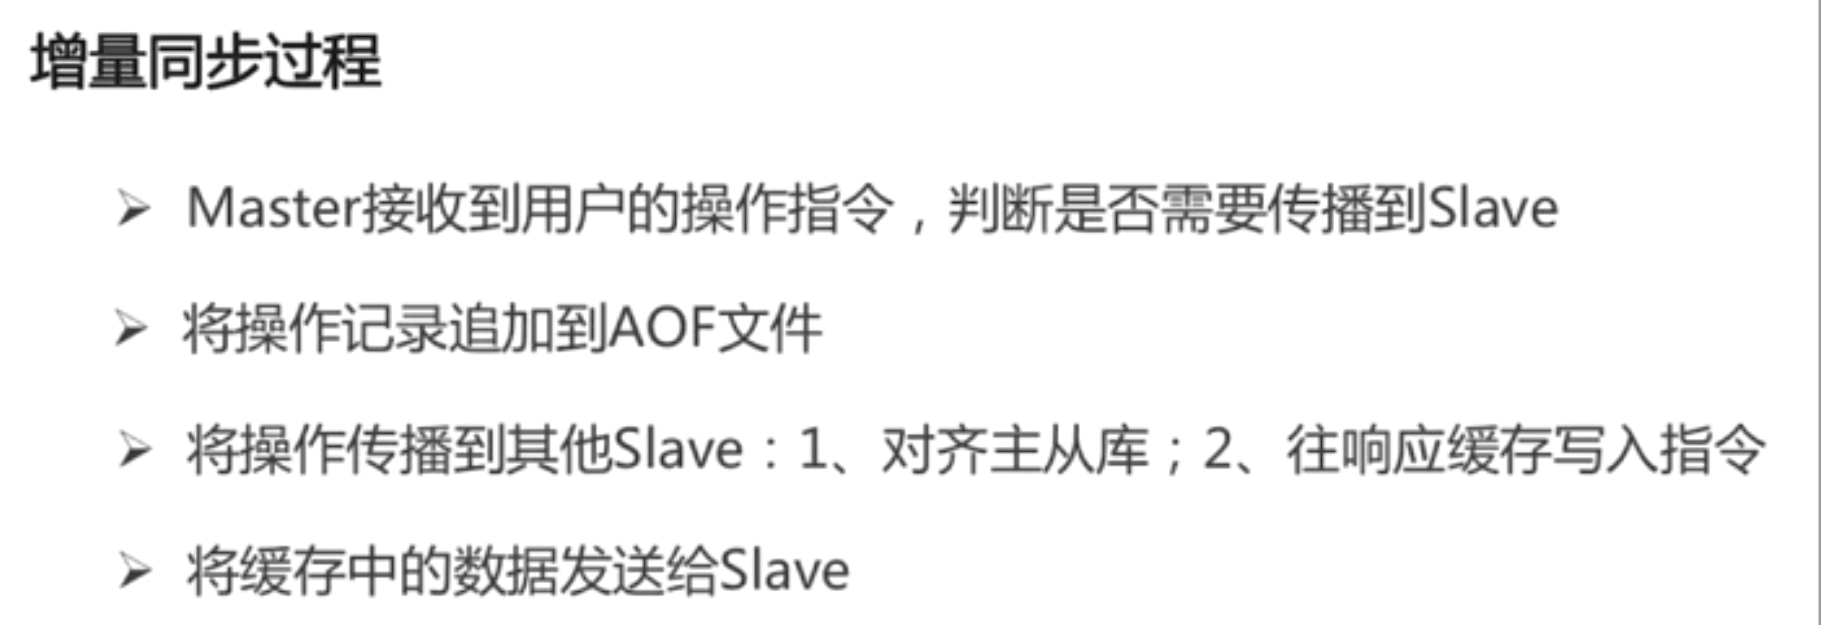 增量同步过程
➢ Master接收到用户的操作指令，判断是否需要传播到Slave
➢ 将操作记录追加到AOF文件
➢ 将操作传播到其他Slave：1、对齐主从库；2、往响应缓存写入指令
➢ 将缓存中的数据发送给Slave